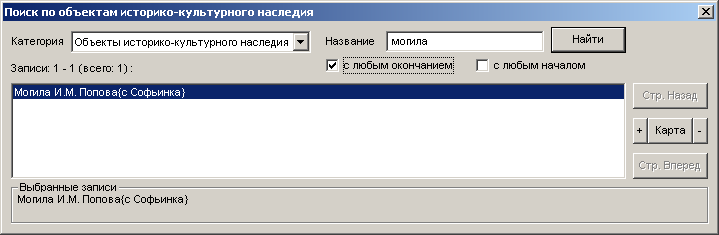 Поиск по объектам историко-культурного наследия
Категория Объекты историко-культурного наследия Название могила Найти
Записи: 1 - 1 (всего: 1) : с любым окончанием с любым началом
Могила И.М. Попова{с Софьинка}
Стр. Назад
+ Карта -
Стр. Вперед
Выбранные записи
Могила И.М. Попова{с Софьинка}